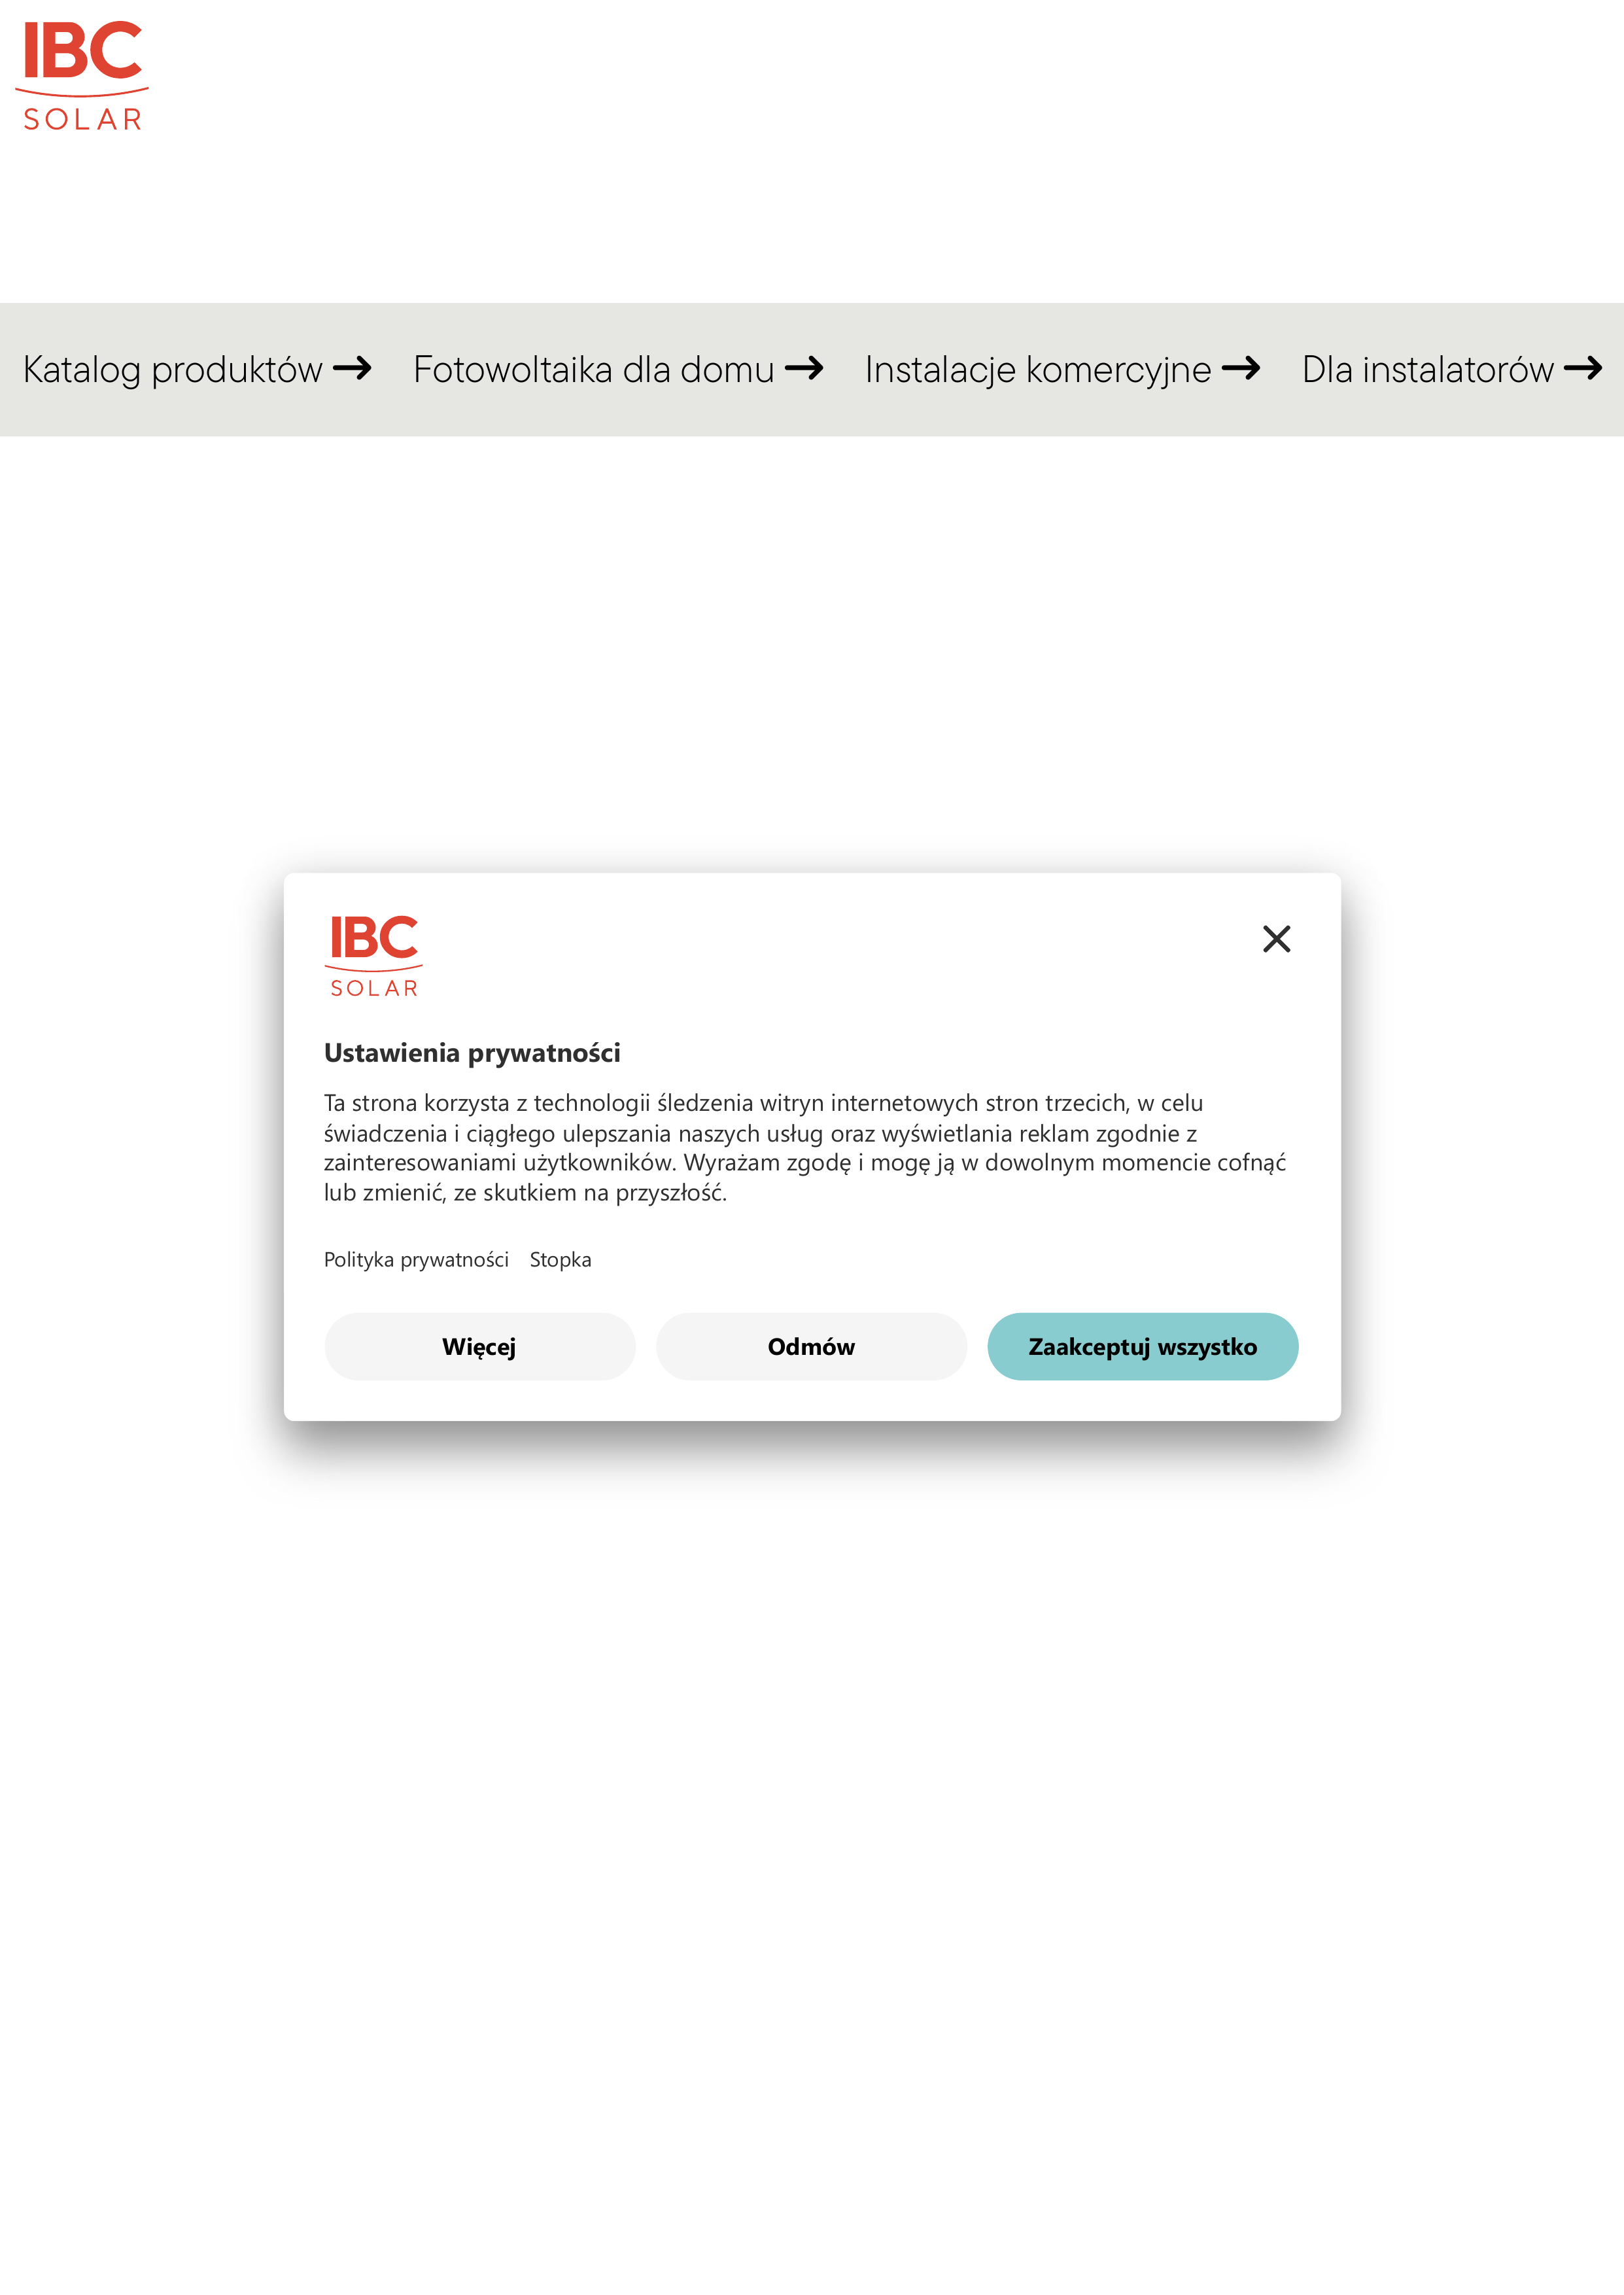 IBC
SOLAR
Katalog produktów → Fotowoltaika dla domu → Instalacje komercyjne → Dla instalatorów →
IBC
SOLAR
Ustawienia prywatności
Ta strona korzysta z technologii śledzenia witryn internetowych stron trzecich, w celu
świadczenia i ciągłego ulepszania naszych usług oraz wyświetlania reklam zgodnie z
zainteresowaniami użytkowników. Wyrażam zgodę i mogę ją w dowolnym momencie cofnąć
lub zmienić, ze skutkiem na przyszłość.
Polityka prywatności Stopka
Więcej Odmów Zaakceptuj wszystko